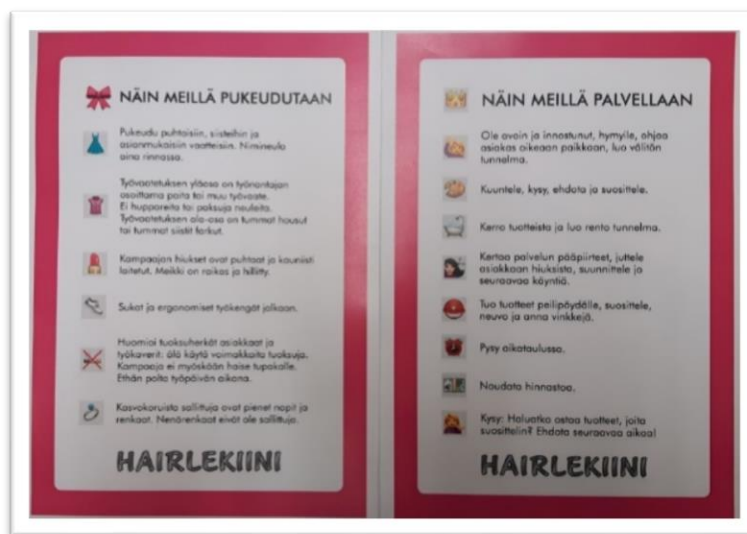 NÄIN MEILLÄ PUKEUDUTAAN
Pukeudu puhtaisiin, siisteihin ja
asianmukaisiin vaatteisiin. Nimineula
aina rinnassa.
Työvaatetuksen yläosa on työnantajan
osoittama paita tai muu työvaate.
Ei huppareita tai paksuja neuleita.
Työvaatetuksen ala-osa on tummat housut
tai tummat siistit farkut.
Kampaajan hiukset ovat puhtaat ja kauniisti
laitetut. Meikki on raikas ja hillitty.
Sukat ja ergonomiset työkengät jalkaan.
Huomioi tuoksuherkät asiakkaat ja
työkaverit: älä käytä voimakkaita tuoksuja.
Kampaaja ei myöskään haise tupakalle.
Ethän polta työpäivän aikana.
Kasvokoruista sallittuja ovat pienet napit ja
renkaat. Nenärenkaat eivät ole sallittuja.
HAIRLEKIINI
NÄIN MEILLÄ PALVELLAAN
Ole avoin ja innostunut, hymyile, ohjaa
asiakas oikeaan paikkaan, luo välitön
tunnelma.
Kuuntele, kysy, ehdota ja suosittele.
Kerro tuotteista ja luo rento tunnelma.
Kertaa palvelun pääpiirteet, juttele
asiakkaan hiuksista, suunnittele jo
seuraavaa käyntiä.
Tuo tuotteet peilipöydälle, suosittele,
neuvo ja anna vinkkejä.
Pysy aikataulussa.
Noudata hinnastoa.
Kysy: Haluatko ostaa tuotteet, joita
suosittelin? Ehdota seuraavaa aikaa!
HAIRLEKIINI